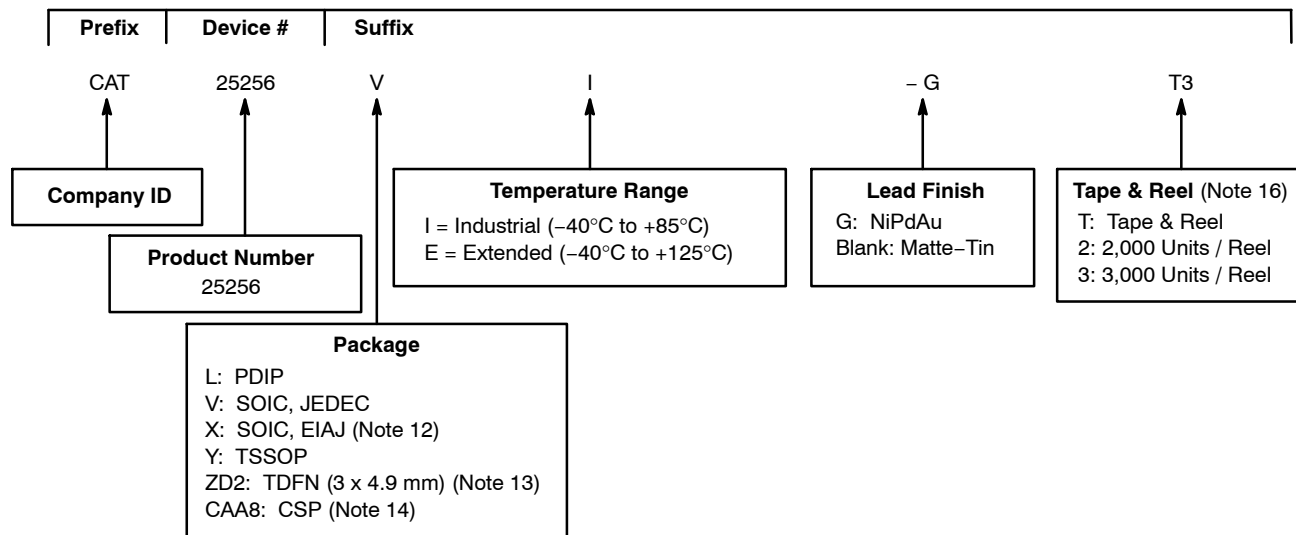 Prefix Device # Suffix
CAT 25256 V I – G T3
Company ID
Product Number
25256
Package
L: PDIP
V: SOIC, JEDEC
X: SOIC, EIAJ (Note 12)
Y: TSSOP
ZD2: TDFN (3 x 4.9 mm) (Note 13)
CAA8: CSP (Note 14)
Temperature Range
I = Industrial (−40°C to +85°C)
E = Extended (−40°C to +125°C)
Lead Finish
G: NiPdAu
Blank: Matte−Tin
Tape & Reel (Note 16)
T: Tape & Reel
2: 2,000 Units / Reel
3: 3,000 Units / Reel